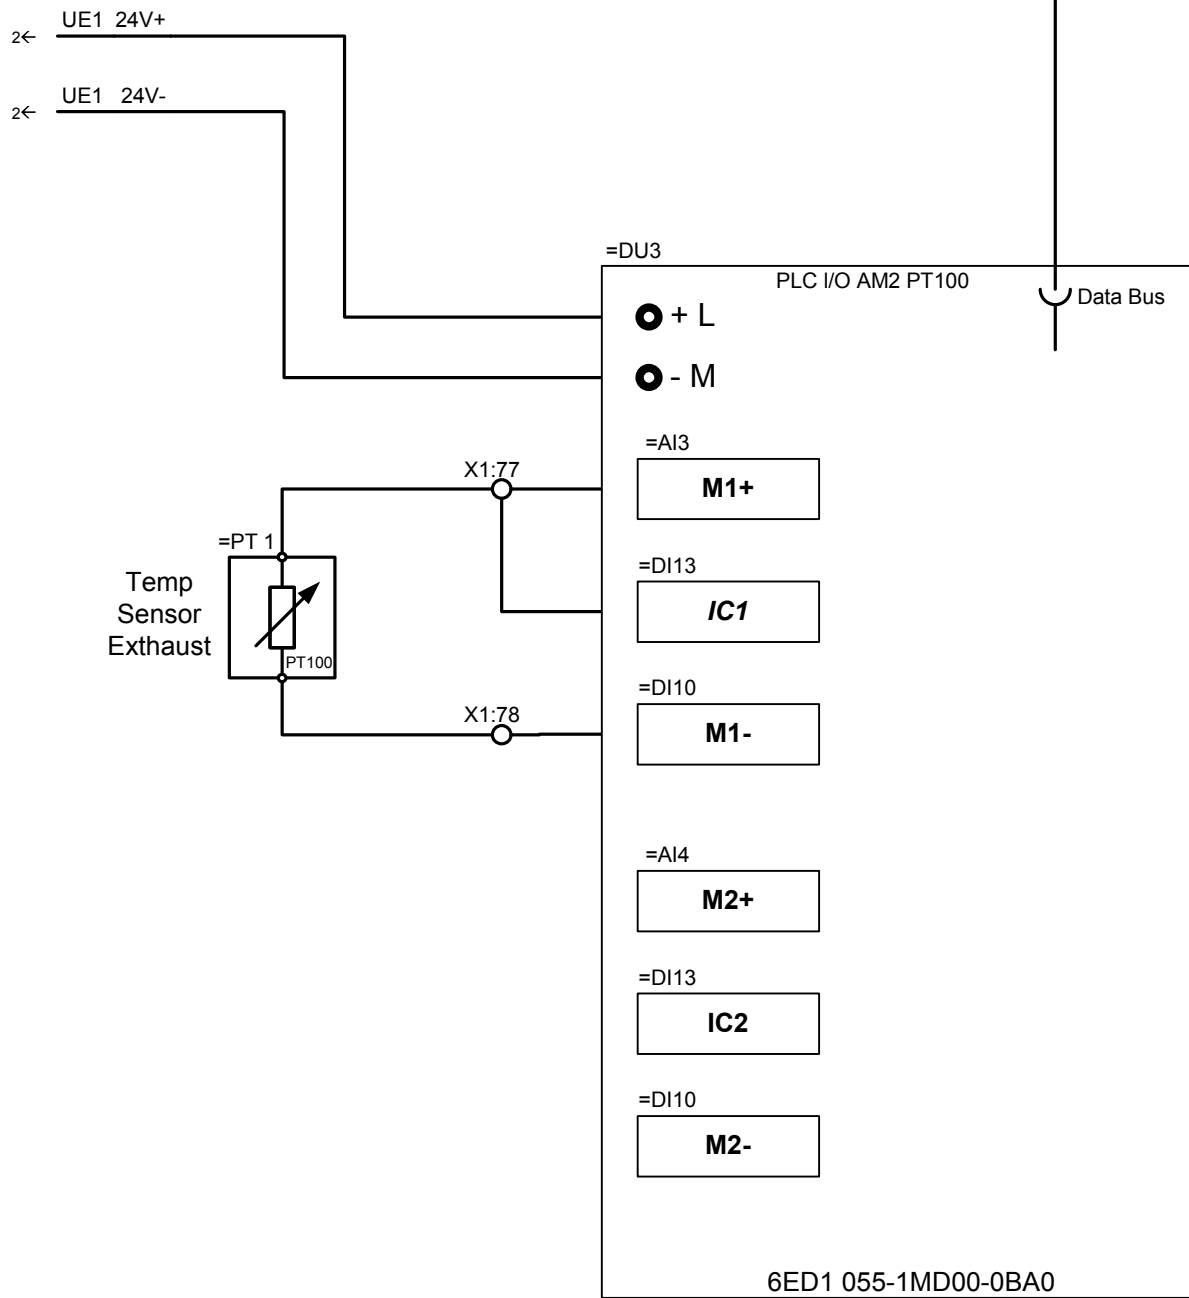 UE1 24V+
2←
UE1 24V-
2←
=DU3
PLC I/O AM2 PT100
Data Bus
+ L
- M
=AI3
M1+
X1:77
=PT 1
Temp
Sensor
Exthaust
PT100
=DI13
IC1
=DI10
M1-
X1:78
=AI4
M2+
=DI13
IC2
=DI10
M2-
6ED1 055-1MD00-0BA0